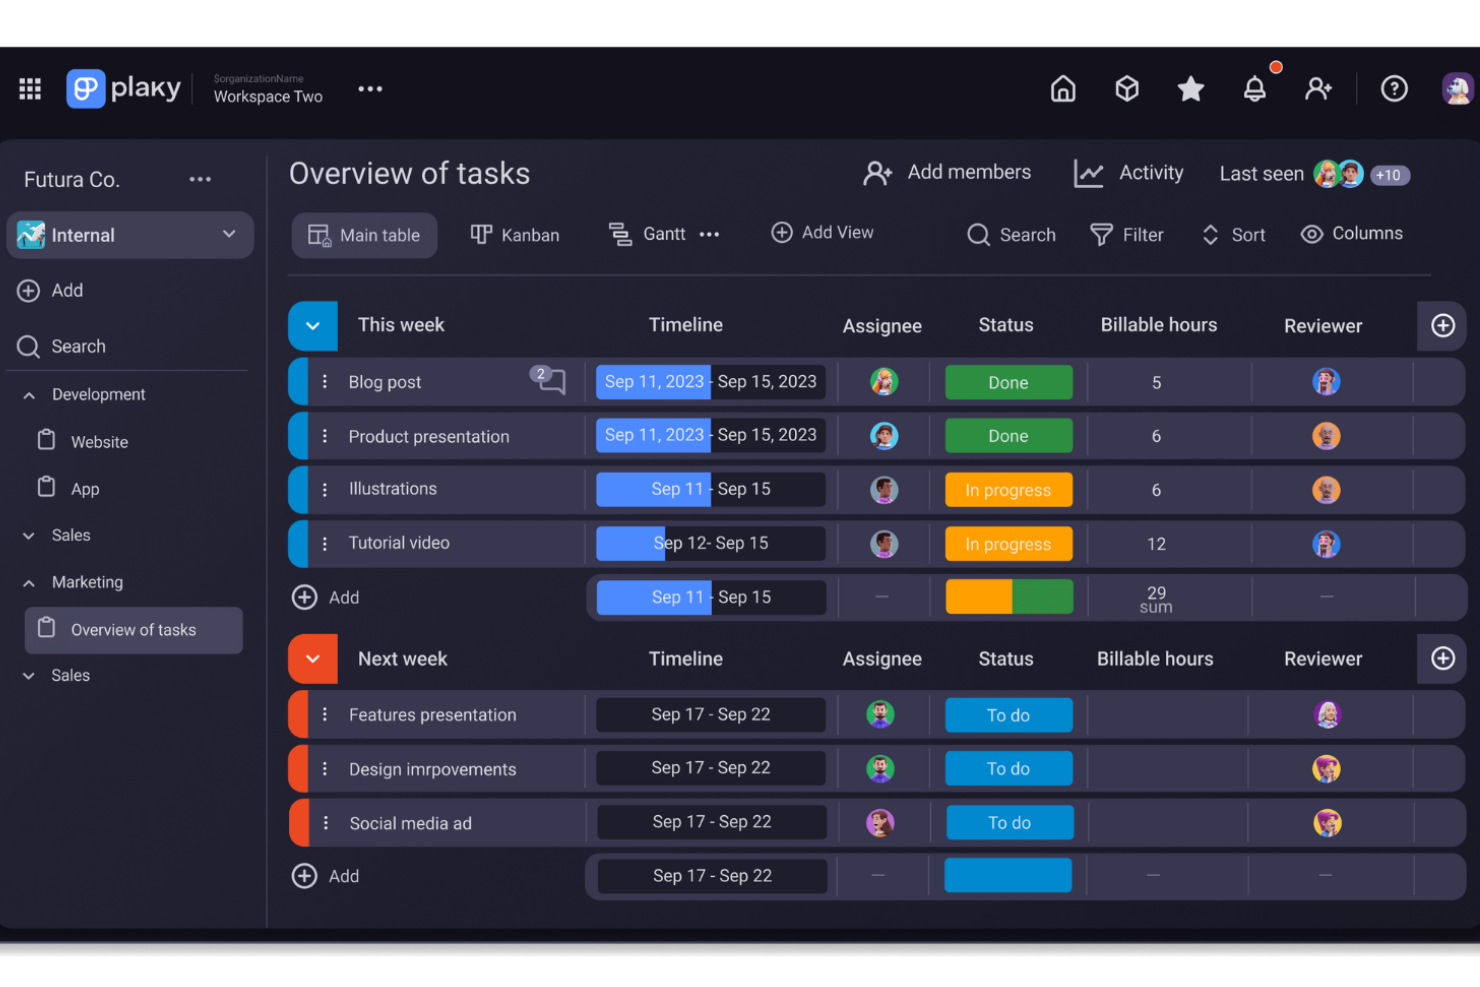 plaky
$organizationName
Workspace Two
Futura Co.
Internal
Add
Search
Development
Website
App
Sales
Marketing
Overview of tasks
Sales
Overview of tasks
Add members
Activity
Last seen
+10
Main table
Kanban
Gantt
Add View
Search
Filter
Sort
Columns
This week Timeline Assignee Status Billable hours Reviewer
Blog post 2 Sep 11, 2023 - Sep 15, 2023 Done 5
Product presentation Sep 11, 2023 - Sep 15, 2023 Done 6
Illustrations Sep 11 - Sep 15 In progress 6
Tutorial video Sep 12- Sep 15 In progress 12
Add Sep 11 - Sep 15 — 29 —
sum
Next week Timeline Assignee Status Billable hours Reviewer
Features presentation Sep 17 - Sep 22 To do
Design imrpovements Sep 17 - Sep 22 To do
Social media ad Sep 17 - Sep 22 To do
Add Sep 17 - Sep 22 — — —